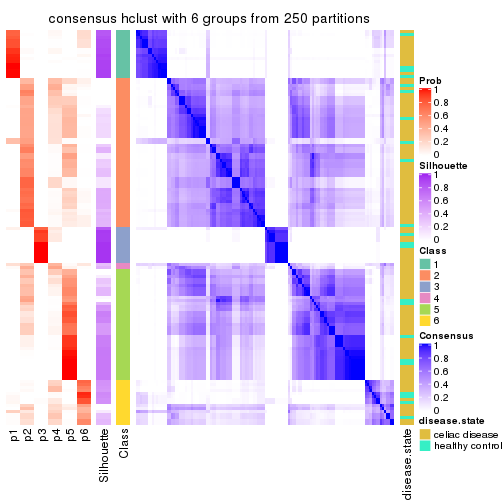 consensus hclust with 6 groups from 250 partitions
Prob
1
0.8
0.6
0.4
0.2
0
Silhouette
1
0.8
0.6
0.4
0.2
0
Class
1
2
3
4
5
6
Consensus
1
0.8
0.6
0.4
0.2
0
disease.state
celiac disease
healthy control
p1
p2
p3
p4
p5
p6
Silhouette
Class
disease.state